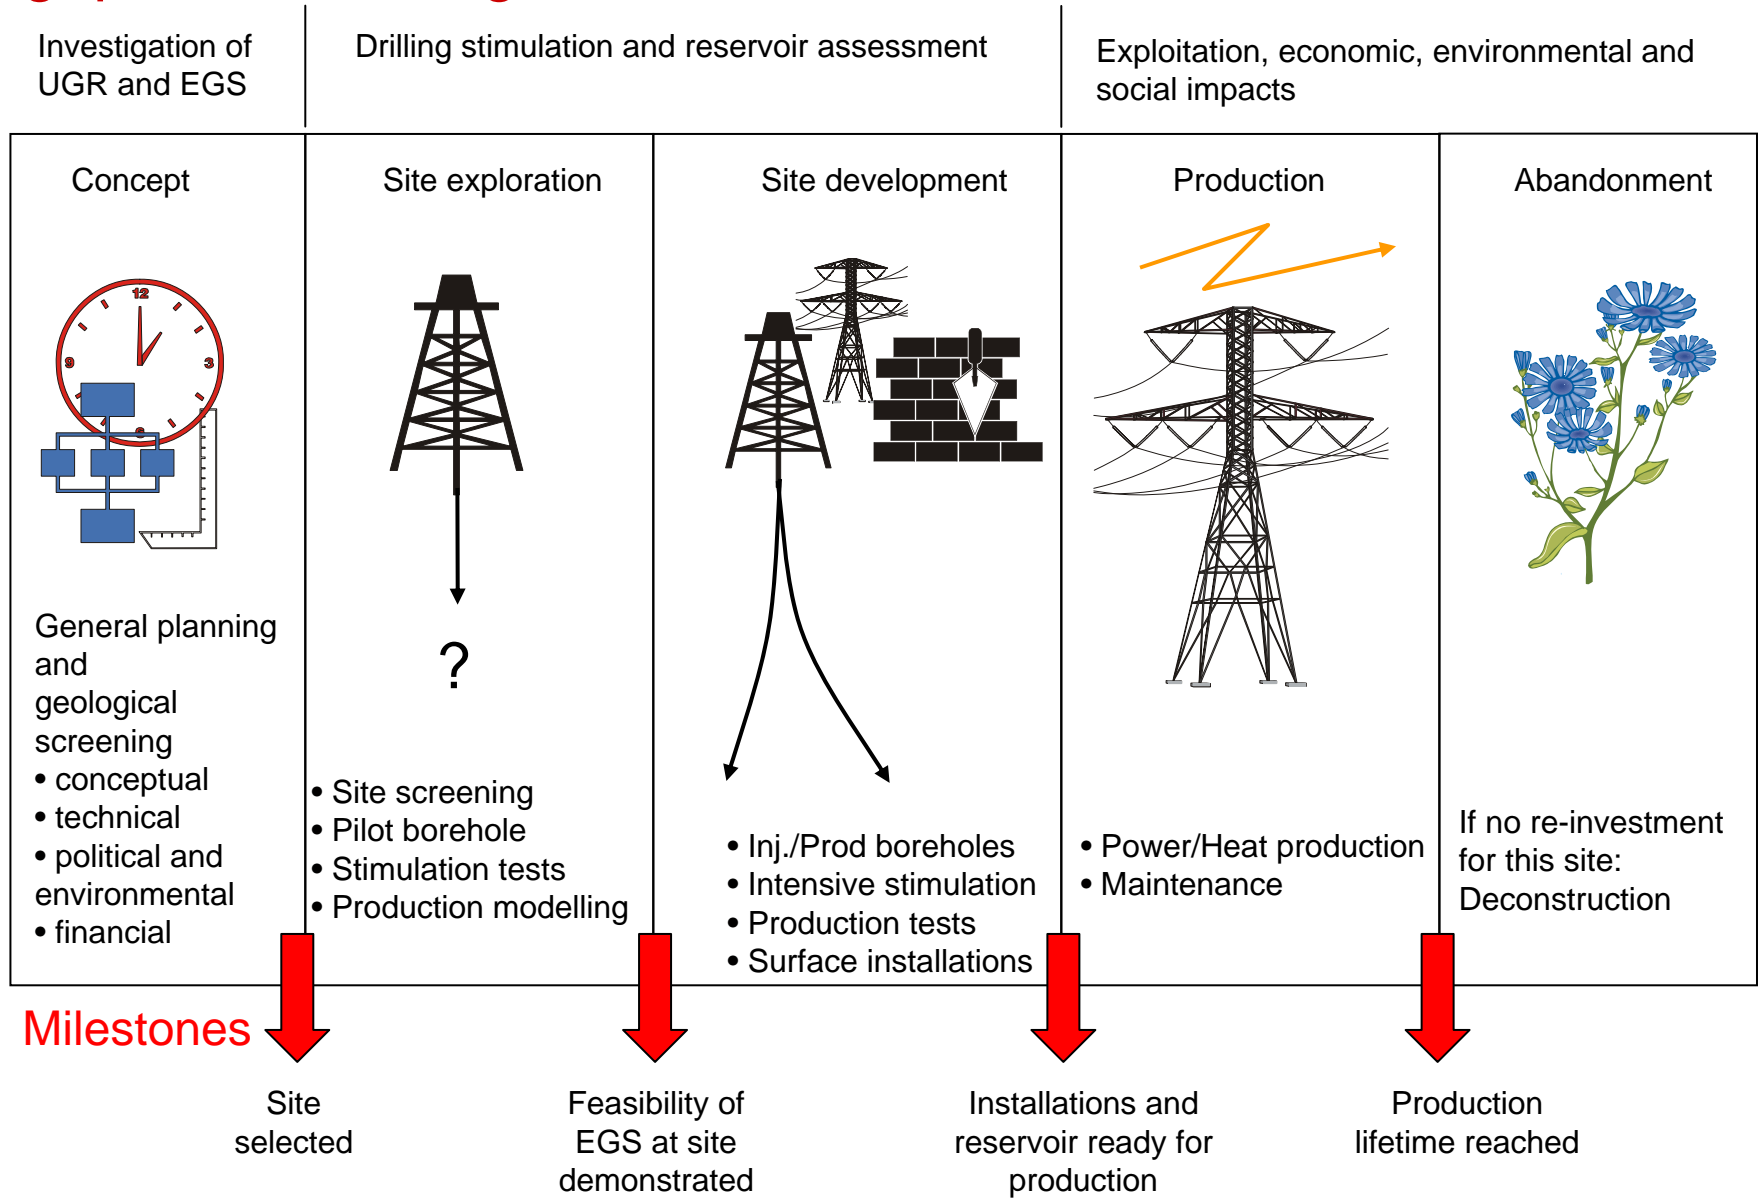 Investigation of
UGR and EGS
Drilling stimulation and reservoir assessment
Exploitation, economic, environmental and
social impacts
Concept
Site exploration
Site development
Production
Abandonment
12
3
9
General planning
and
geological
screening
• conceptual
• technical
• political and
environmental
• financial
?
• Site screening
• Pilot borehole
• Stimulation tests
• Production modelling
• Inj./Prod boreholes
• Intensive stimulation
• Production tests
• Surface installations
• Power/Heat production
• Maintenance
If no re-investment
for this site:
Deconstruction
Milestones
Site
selected
Feasibility of
EGS at site
demonstrated
Installations and
reservoir ready for
production
Production
lifetime reached